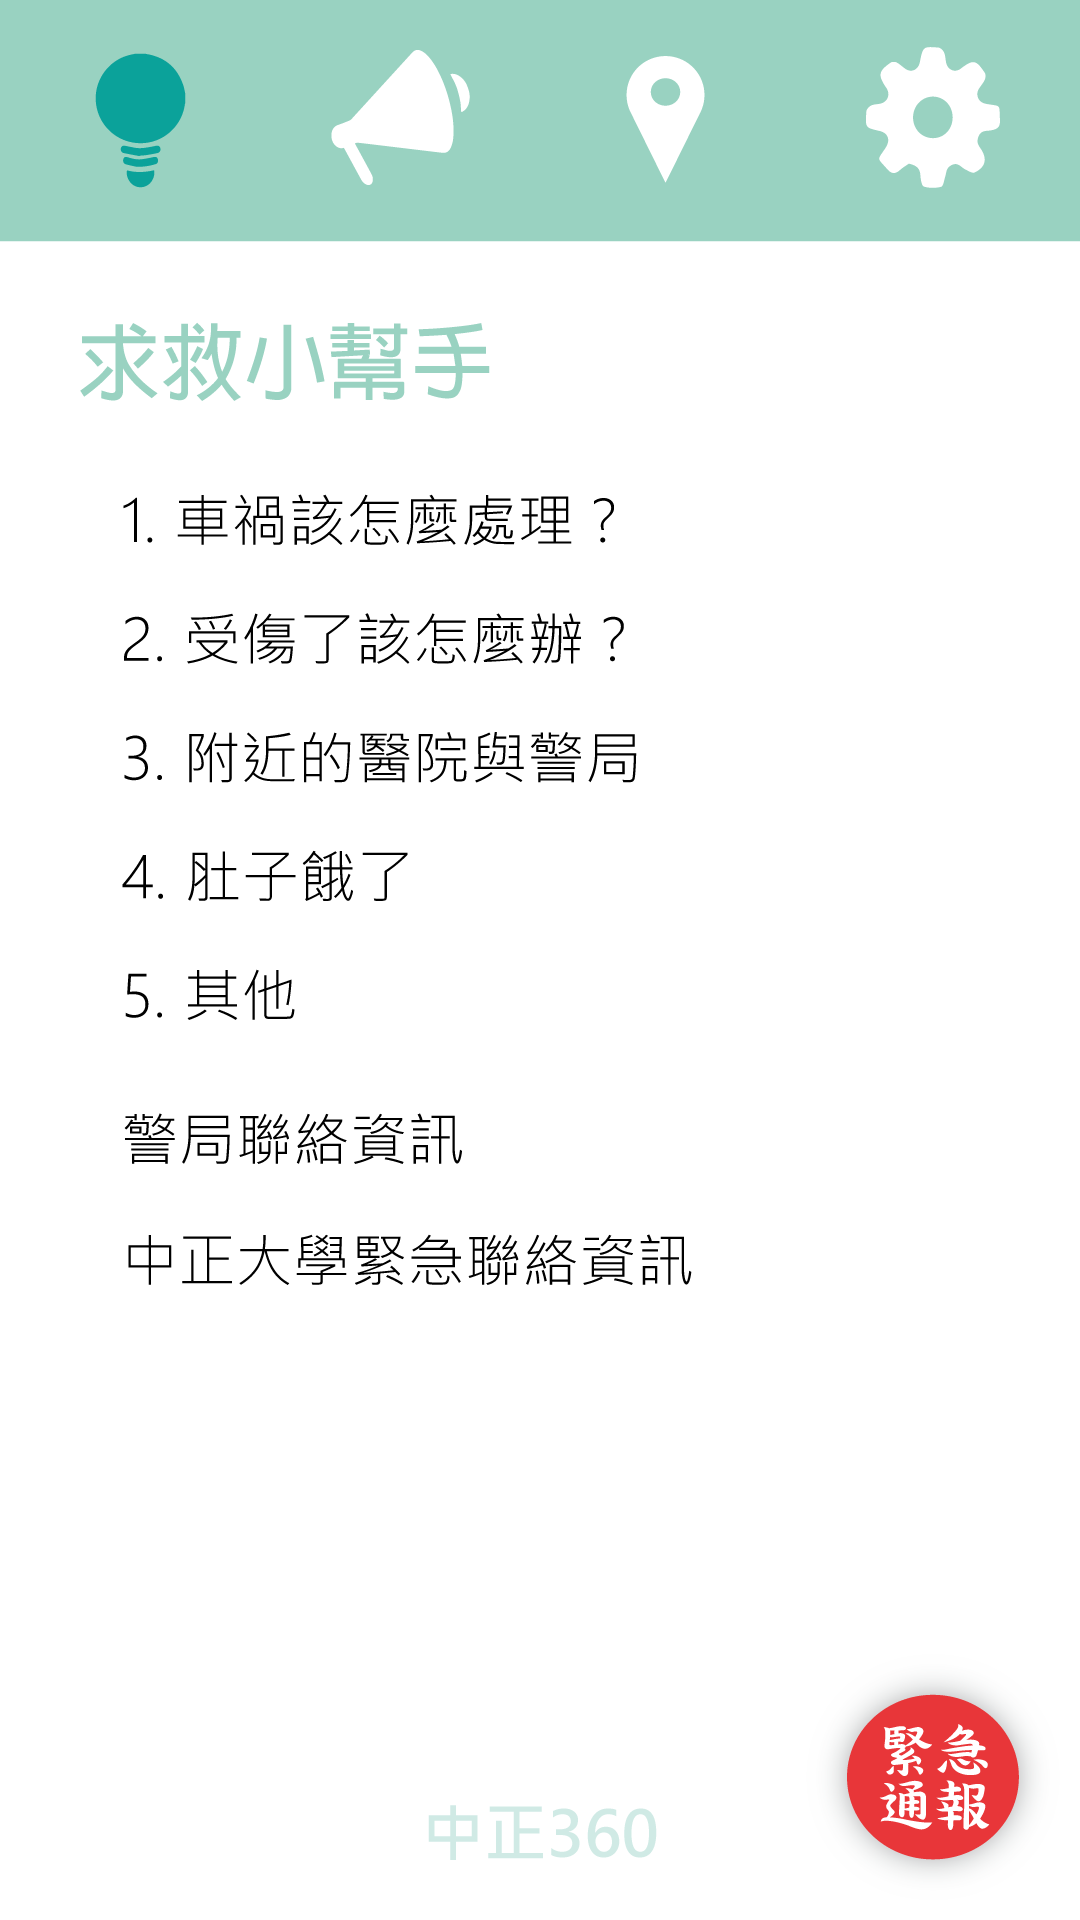 求救小幫手
1. 車禍該怎麼處理？
2. 受傷了該怎麼辦？
3. 附近的醫院與警局
4. 肚子餓了
5. 其他
警局聯絡資訊
中正大學緊急聯絡資訊
緊急
通報
中正360